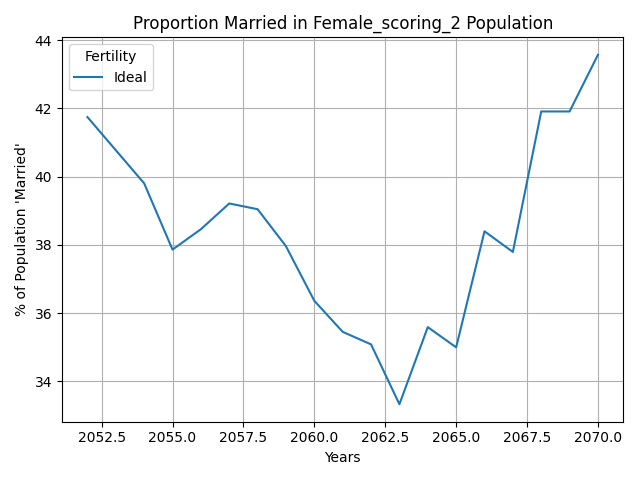 Proportion Married in Female_scoring_2 Population
Fertility
Ideal
% of Population 'Married'
44
42
40
38
36
34
2052.5 2055.0 2057.5 2060.0 2062.5 2065.0 2067.5 2070.0
Years